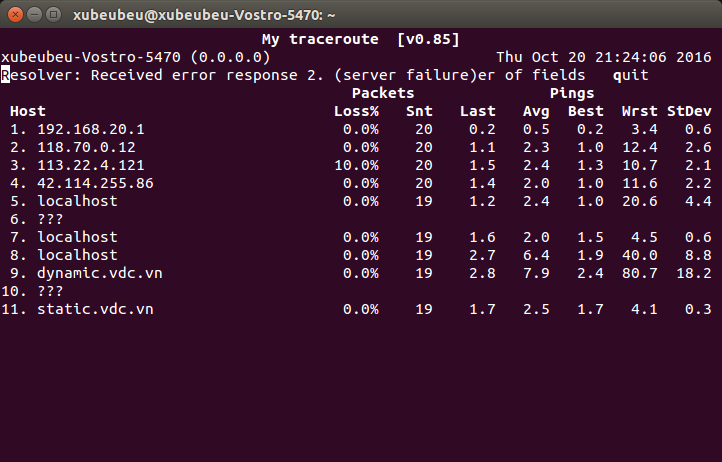 xubeubeu@xubeubeu-Vostro-5470: ~
My traceroute [v0.85]
xubeubeu-Vostro-5470 (0.0.0.0) Thu Oct 20 21:24:06 2016
Resolver: Received error response 2. (server failure)er of fields quit
Packets Pings
Host Loss% Snt Last Avg Best Wrst StDev
1. 192.168.20.1 0.0% 20 0.2 0.5 0.2 3.4 0.6
2. 118.70.0.12 0.0% 20 1.1 2.3 1.0 12.4 2.6
3. 113.22.4.121 10.0% 20 1.5 2.4 1.3 10.7 2.1
4. 42.114.255.86 0.0% 20 1.4 2.0 1.0 11.6 2.2
5. localhost 0.0% 19 1.2 2.4 1.0 20.6 4.4
6. ???
7. localhost 0.0% 19 1.6 2.0 1.5 4.5 0.6
8. localhost 0.0% 19 2.7 6.4 1.9 40.0 8.8
9. dynamic.vdc.vn 0.0% 19 2.8 7.9 2.4 80.7 18.2
10. ???
11. static.vdc.vn 0.0% 19 1.7 2.5 1.7 4.1 0.3